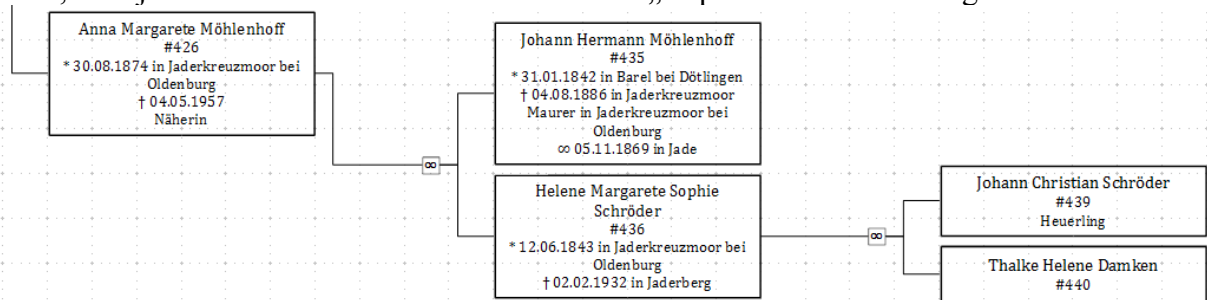 Anna Margarete Möhlenhoff
#426
* 30.08.1874 in Jaderkreuzmoor bei
Oldenburg
† 04.05.1957
Näherin
Johann Hermann Möhlenhoff
#435
* 31.01.1842 in Barel bei Dötlingen
† 04.08.1886 in Jaderkreuzmoor
Maurer in Jaderkreuzmoor bei
Oldenburg
∞ 05.11.1869 in Jade
∞
Helene Margarete Sophie
Schröder
#436
* 12.06.1843 in Jaderkreuzmoor bei
Oldenburg
† 02.02.1932 in Jaderberg
∞
Johann Christian Schröder
#439
Heuerling
Thalke Helene Damken
#440